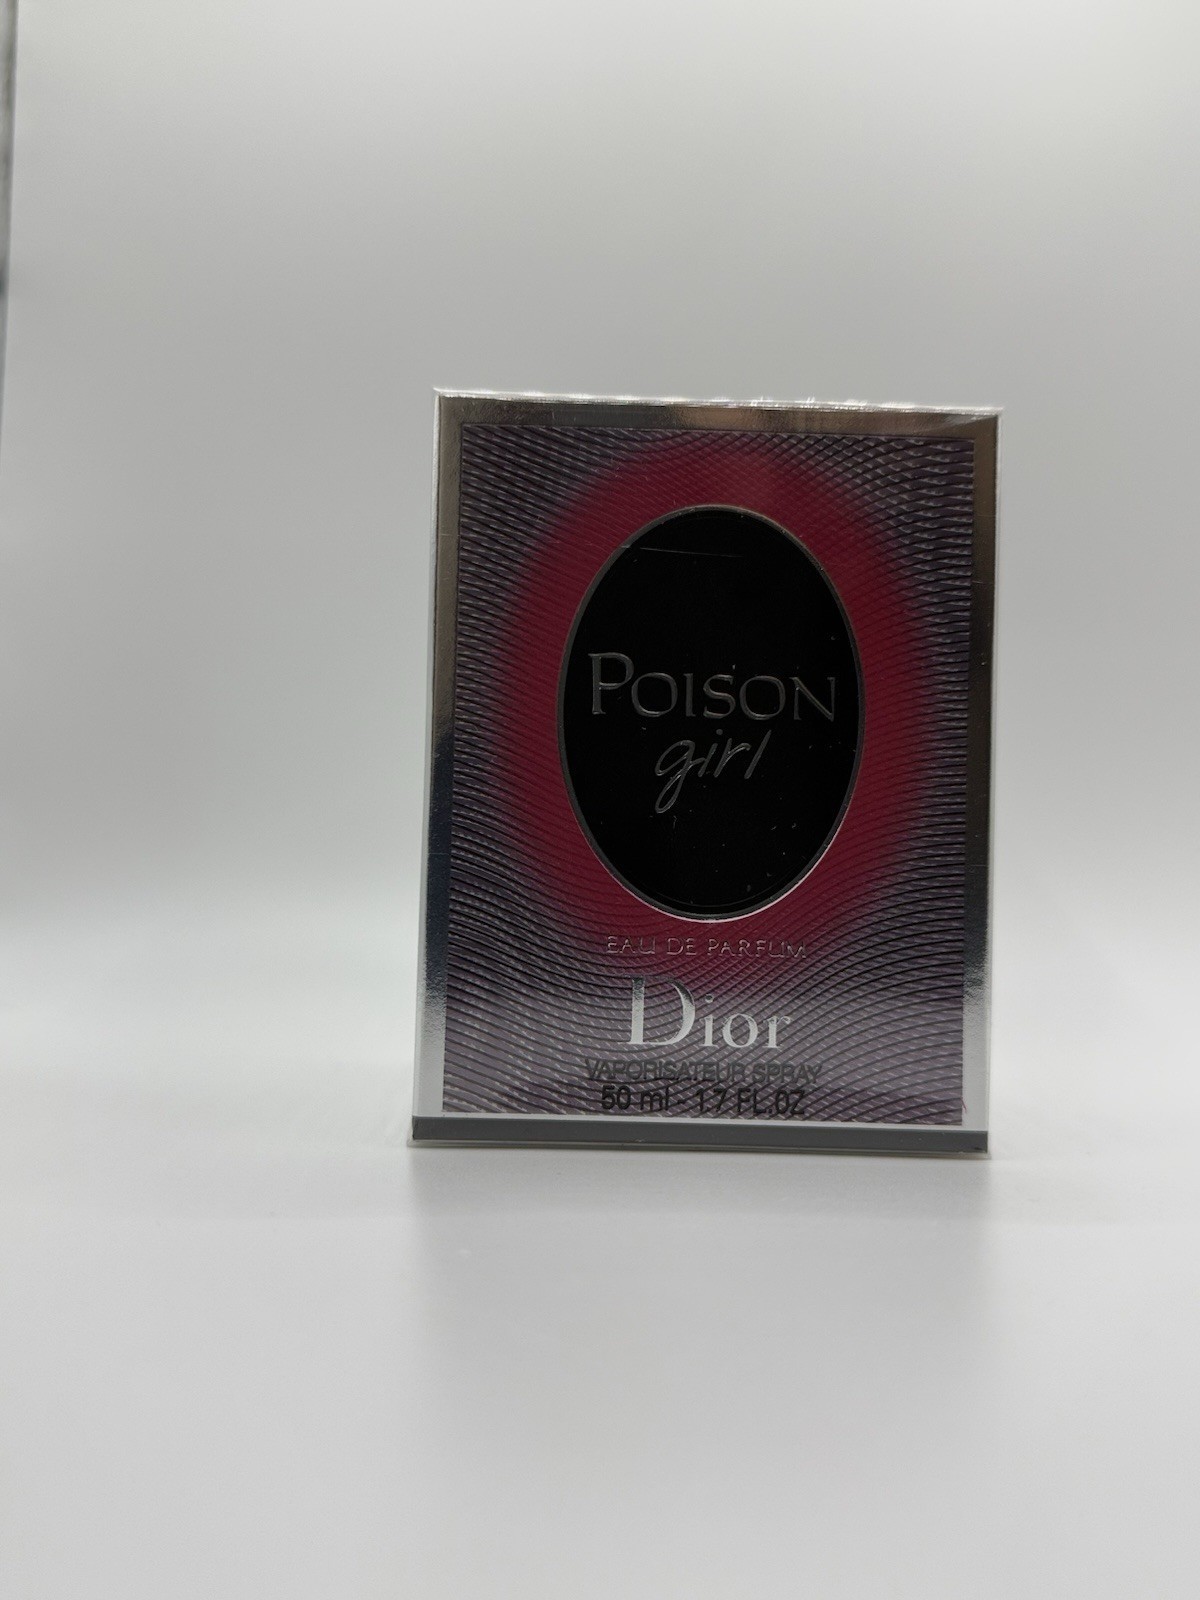 POISON
girl
EAU DE PARFUM
Dior
VAPORISATEUR SPRAY
50 ml - 1.7 FL.OZ